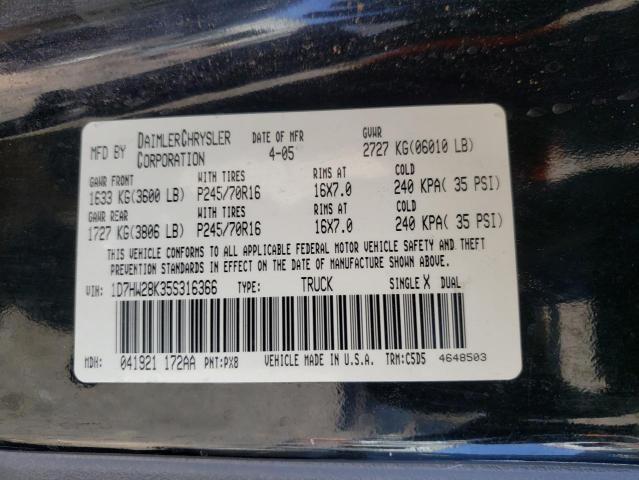 MFD BY DAIMLERCHRYSLER CORPORATION DATE OF MFR 4-05 GVWR 2727 KG(06010 LB)
GAWR FRONT WITH TIRES RIMS AT COLD
1633 KG(3600 LB) P245/70R16 16X7.0 240 KPA( 35 PSI)
GAWR REAR WITH TIRES RIMS AT COLD
1727 KG(3806 LB) P245/70R16 16X7.0 240 KPA( 35 PSI)
THIS VEHICLE CONFORMS TO ALL APPLICABLE FEDERAL MOTOR VEHICLE SAFETY AND THEFT
PREVENTION STANDARDS IN EFFECT ON THE DATE OF MANUFACTURE SHOWN ABOVE.
VIN: 1D7HW28K35S316366 TYPE: TRUCK SINGLE X DUAL
MDH: 041921 172AA PNT:PX8 VEHICLE MADE IN U.S.A. TRM:C5D5 4648503